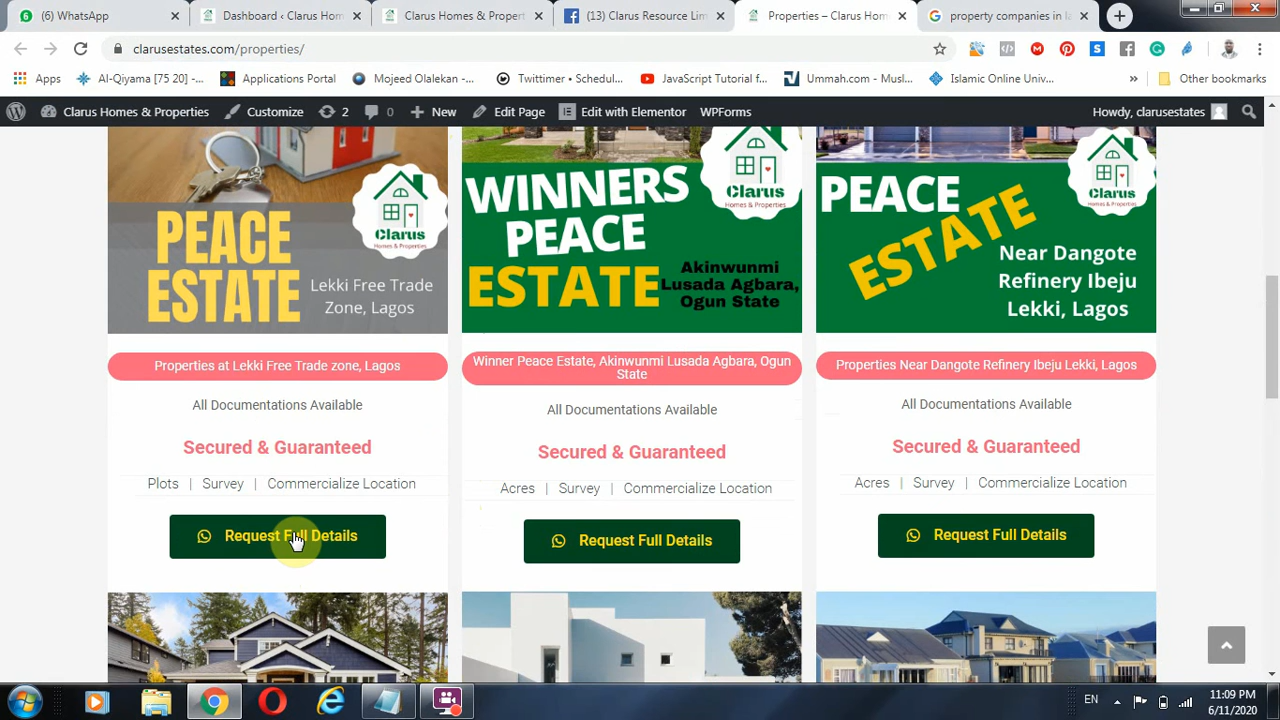 (6) WhatsApp
Dashboard ‹ Clarus Homes &
Clarus Homes & Propert
(13) Clarus Resource Lim
Properties – Clarus Hom
property companies in la
clarusestates.com/properties/
Apps
Al-Qiyama [75 20] -...
Applications Portal
Mojeed Olalekan -...
Twittimer • Schedul...
JavaScript Tutorial f...
Ummah.com - Musl...
Islamic Online Univ...
»
Other bookmarks
Clarus Homes & Properties
Customize
2
0
New
Edit Page
Edit with Elementor
WPForms
Howdy, clarusestates
PEACE
ESTATE
Lekki Free Trade
Zone, Lagos
Clarus
Homes & Properties
WINNERS
PEACE
ESTATE
Akinwunmi
Lusada Agbara,
Ogun State
Clarus
Homes & Properties
PEACE
ESTATE
Near Dangote
Refinery Ibeju
Lekki, Lagos
Clarus
Homes & Properties
Properties at Lekki Free Trade zone, Lagos
All Documentations Available
Secured & Guaranteed
Plots | Survey | Commercialize Location
Request Full Details
Winner Peace Estate, Akinwunmi Lusada Agbara, Ogun
State
All Documentations Available
Secured & Guaranteed
Acres | Survey | Commercialize Location
Request Full Details
Properties Near Dangote Refinery Ibeju Lekki, Lagos
All Documentations Available
Secured & Guaranteed
Acres | Survey | Commercialize Location
Request Full Details
EN
11:09 PM
6/11/2020